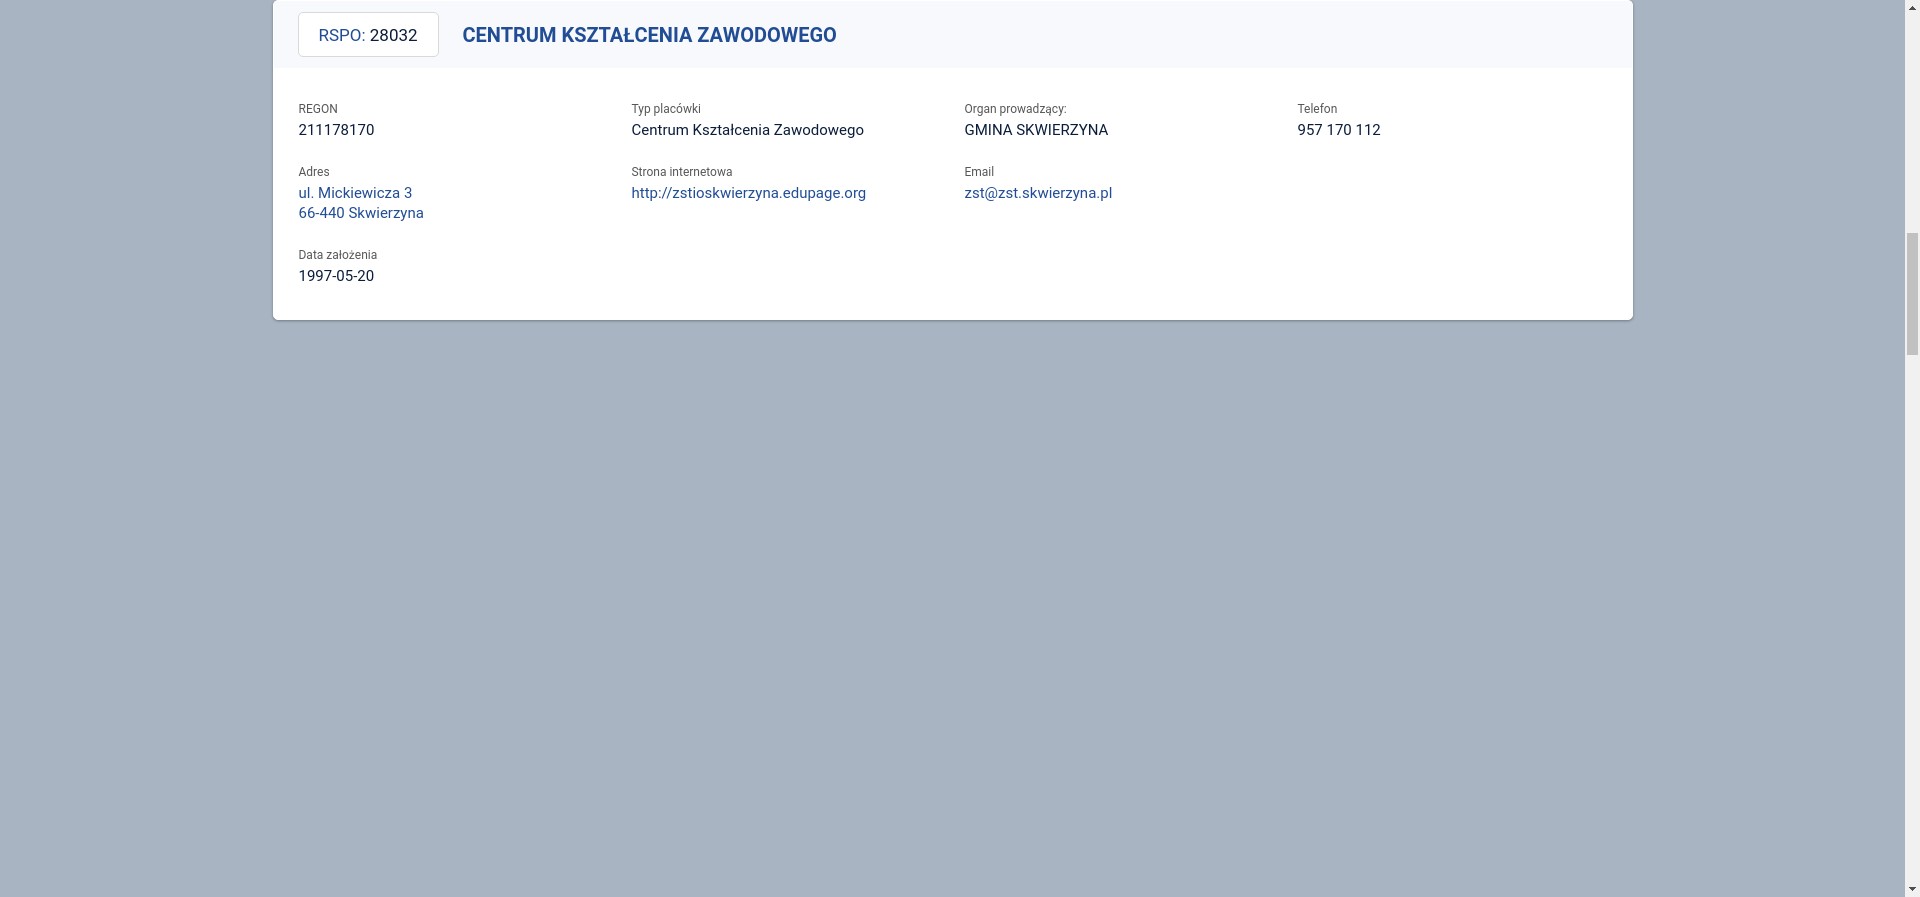 RSPO: 28032
CENTRUM KSZTAŁCENIA ZAWODOWEGO
REGON
211178170
Typ placówki
Centrum Kształcenia Zawodowego
Organ prowadzący:
GMINA SKWIERZYNA
Telefon
957 170 112
Adres
ul. Mickiewicza 3
66-440 Skwierzyna
Strona internetowa
http://zstioskwierzyna.edupage.org
Email
zst@zst.skwierzyna.pl
Data założenia
1997-05-20